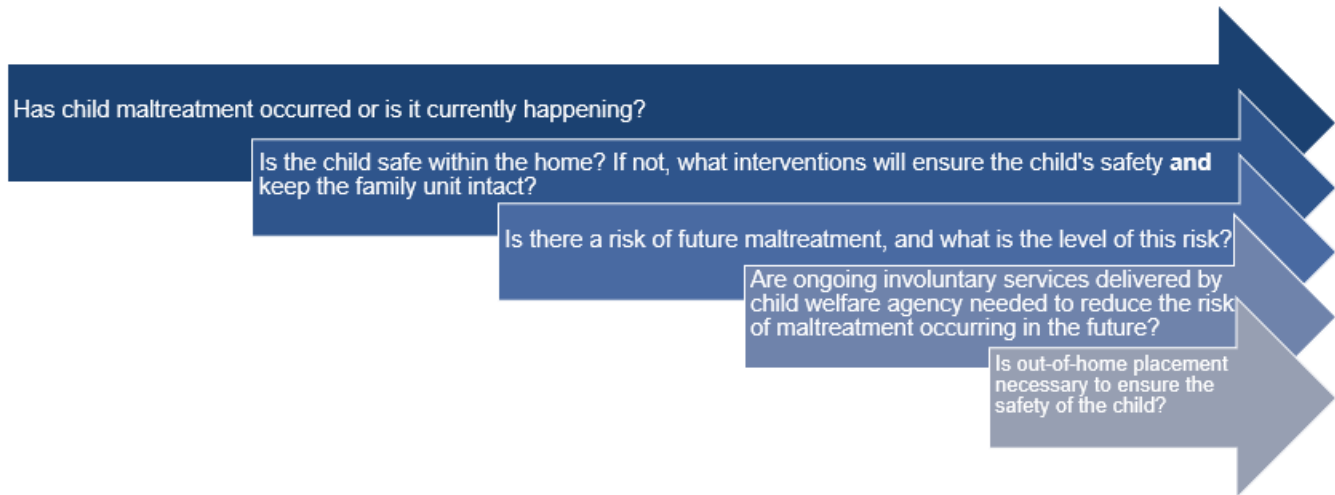 Has child maltreatment occurred or is it currently happening?
Is the child safe within the home? If not, what interventions will ensure the child's safety and
keep the family unit intact?
Is there a risk of future maltreatment, and what is the level of this risk?
Are ongoing involuntary services delivered by
child welfare agency needed to reduce the risk
of maltreatment occurring in the future?
Is out-of-home placement
necessary to ensure the
safety of the child?